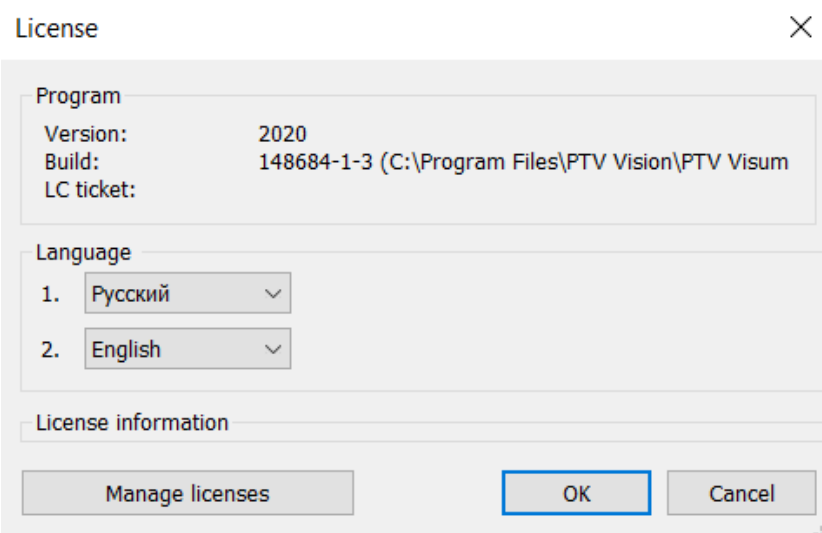 License
Program
Version: 2020
Build: 148684-1-3 (C:\Program Files\PTV Vision\PTV Visum
LC ticket:
Language
1. Русский
2. English
License information
Manage licenses OK Cancel